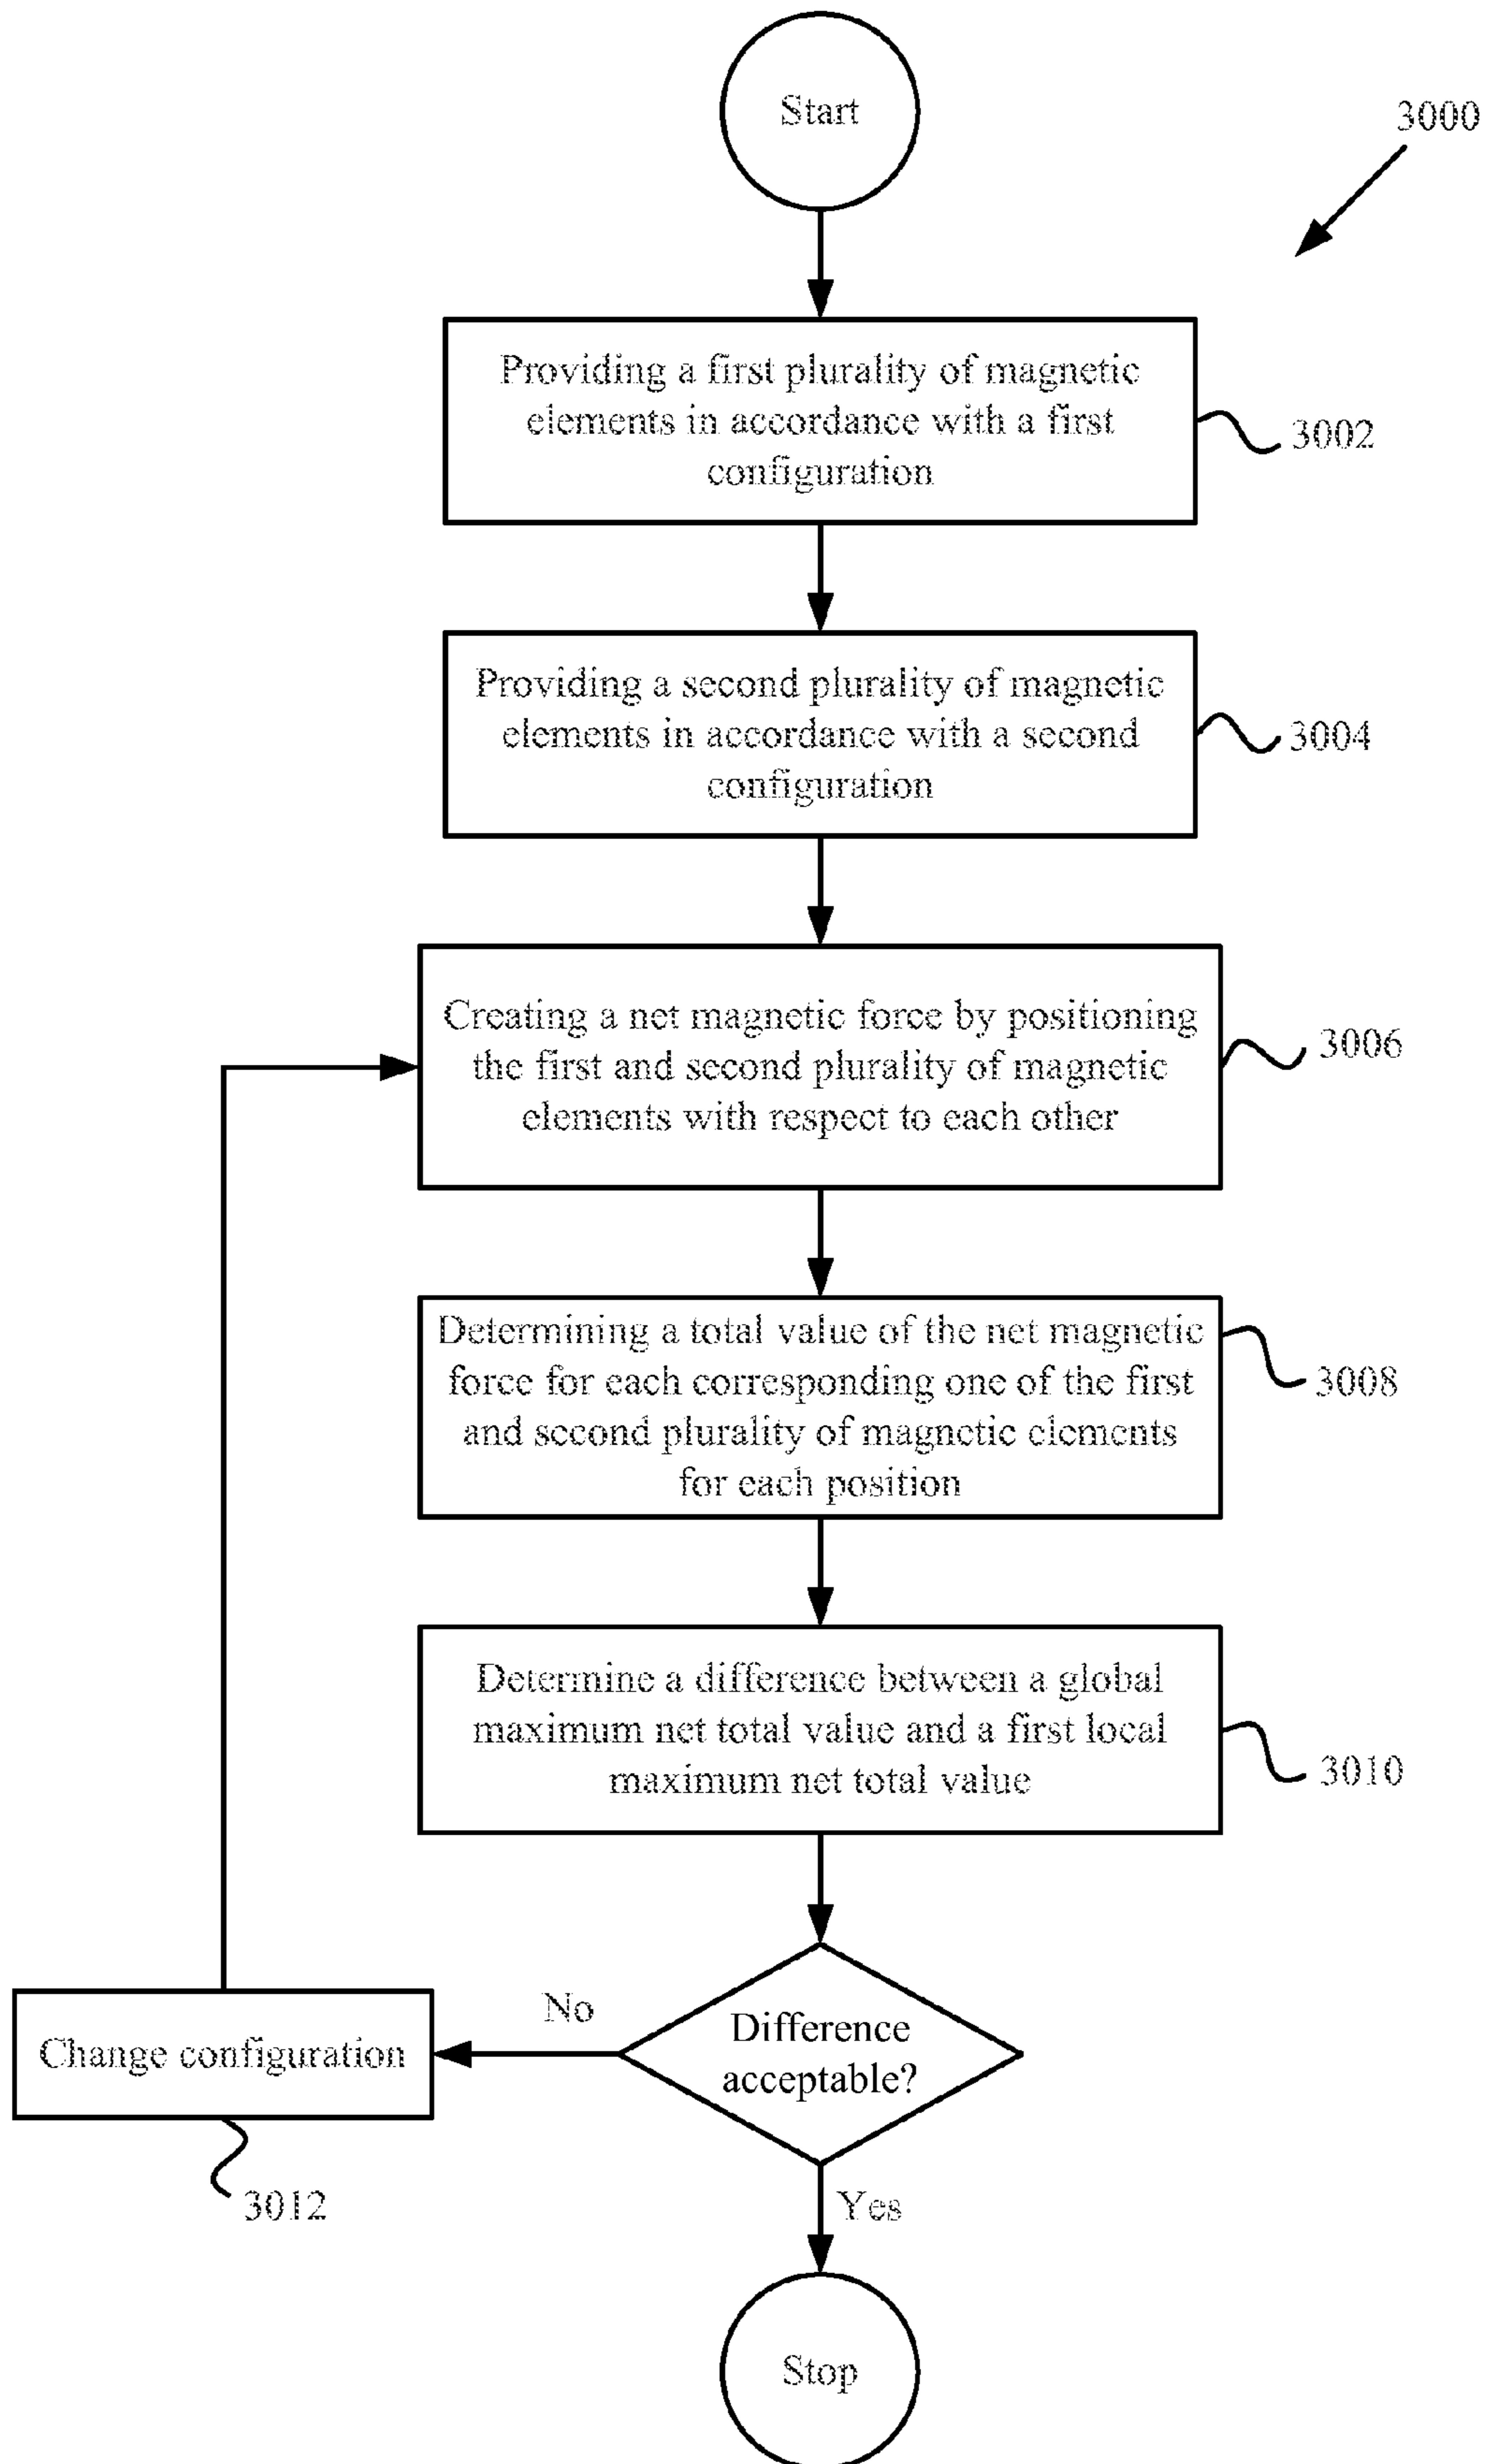 Start
3000
Providing a first plurality of magnetic
elements in accordance with a first
configuration
3002
Providing a second plurality of magnetic
elements in accordance with a second
configuration
3004
Creating a net magnetic force by positioning
the first and second plurality of magnetic
elements with respect to each other
3006
Determining a total value of the net magnetic
force for each corresponding one of the first
and second plurality of magnetic elements
for each position
3008
Determine a difference between a global
maximum net total value and a first local
maximum net total value
3010
Difference
acceptable?
No
Change configuration
3012
Yes
Stop